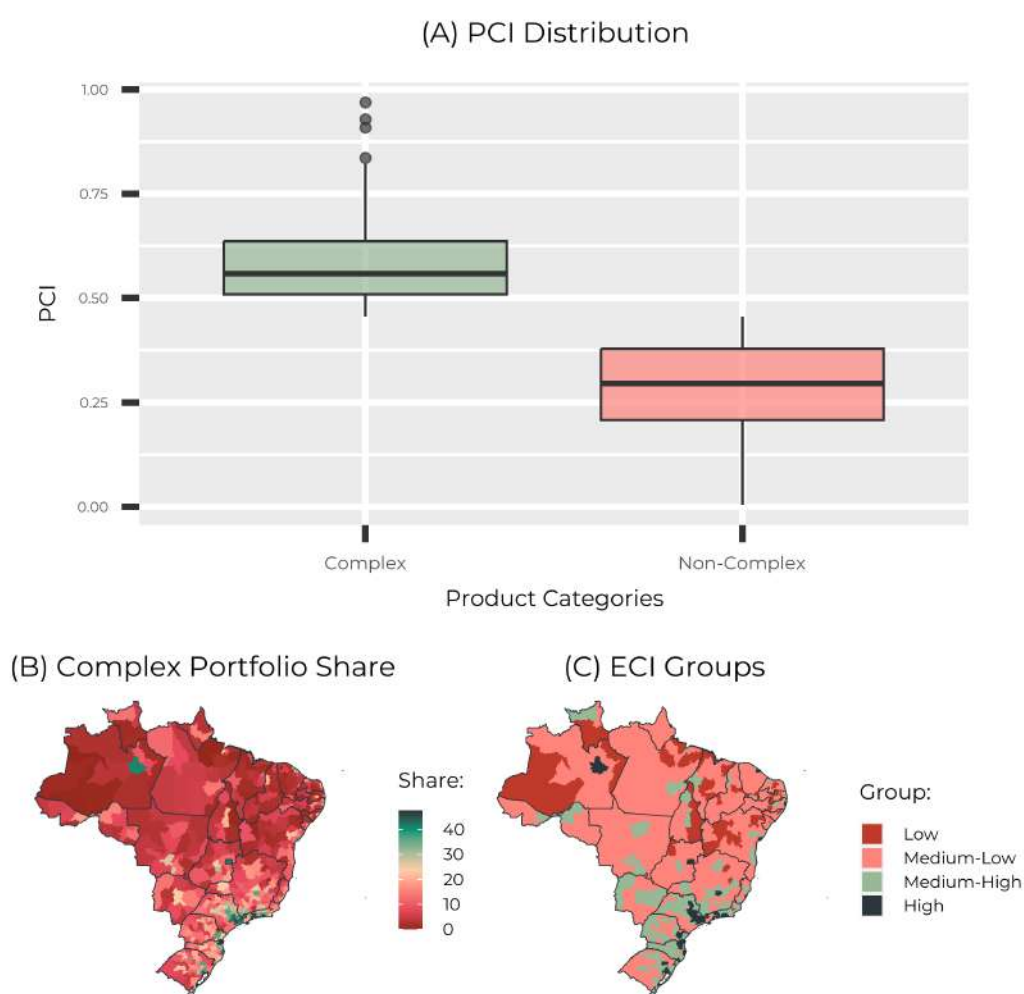 (A) PCI Distribution
1.00
0.75
0.50
0.25
0.00
PCI
Complex
Non-Complex
Product Categories
(B) Complex Portfolio Share
(C) ECI Groups
Share:
40
30
20
10
0
Group:
Low
Medium-Low
Medium-High
High